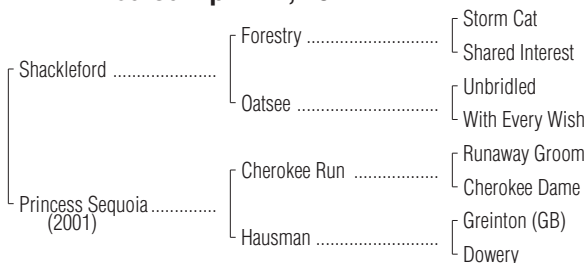 Storm Cat
Forestry
Shared Interest
Shackleford
Unbridled
Oatsee
With Every Wish
Runaway Groom
Cherokee Run
Cherokee Dame
Princess Sequoia
(2001)
Greinton (GB)
Hausman
Dowery